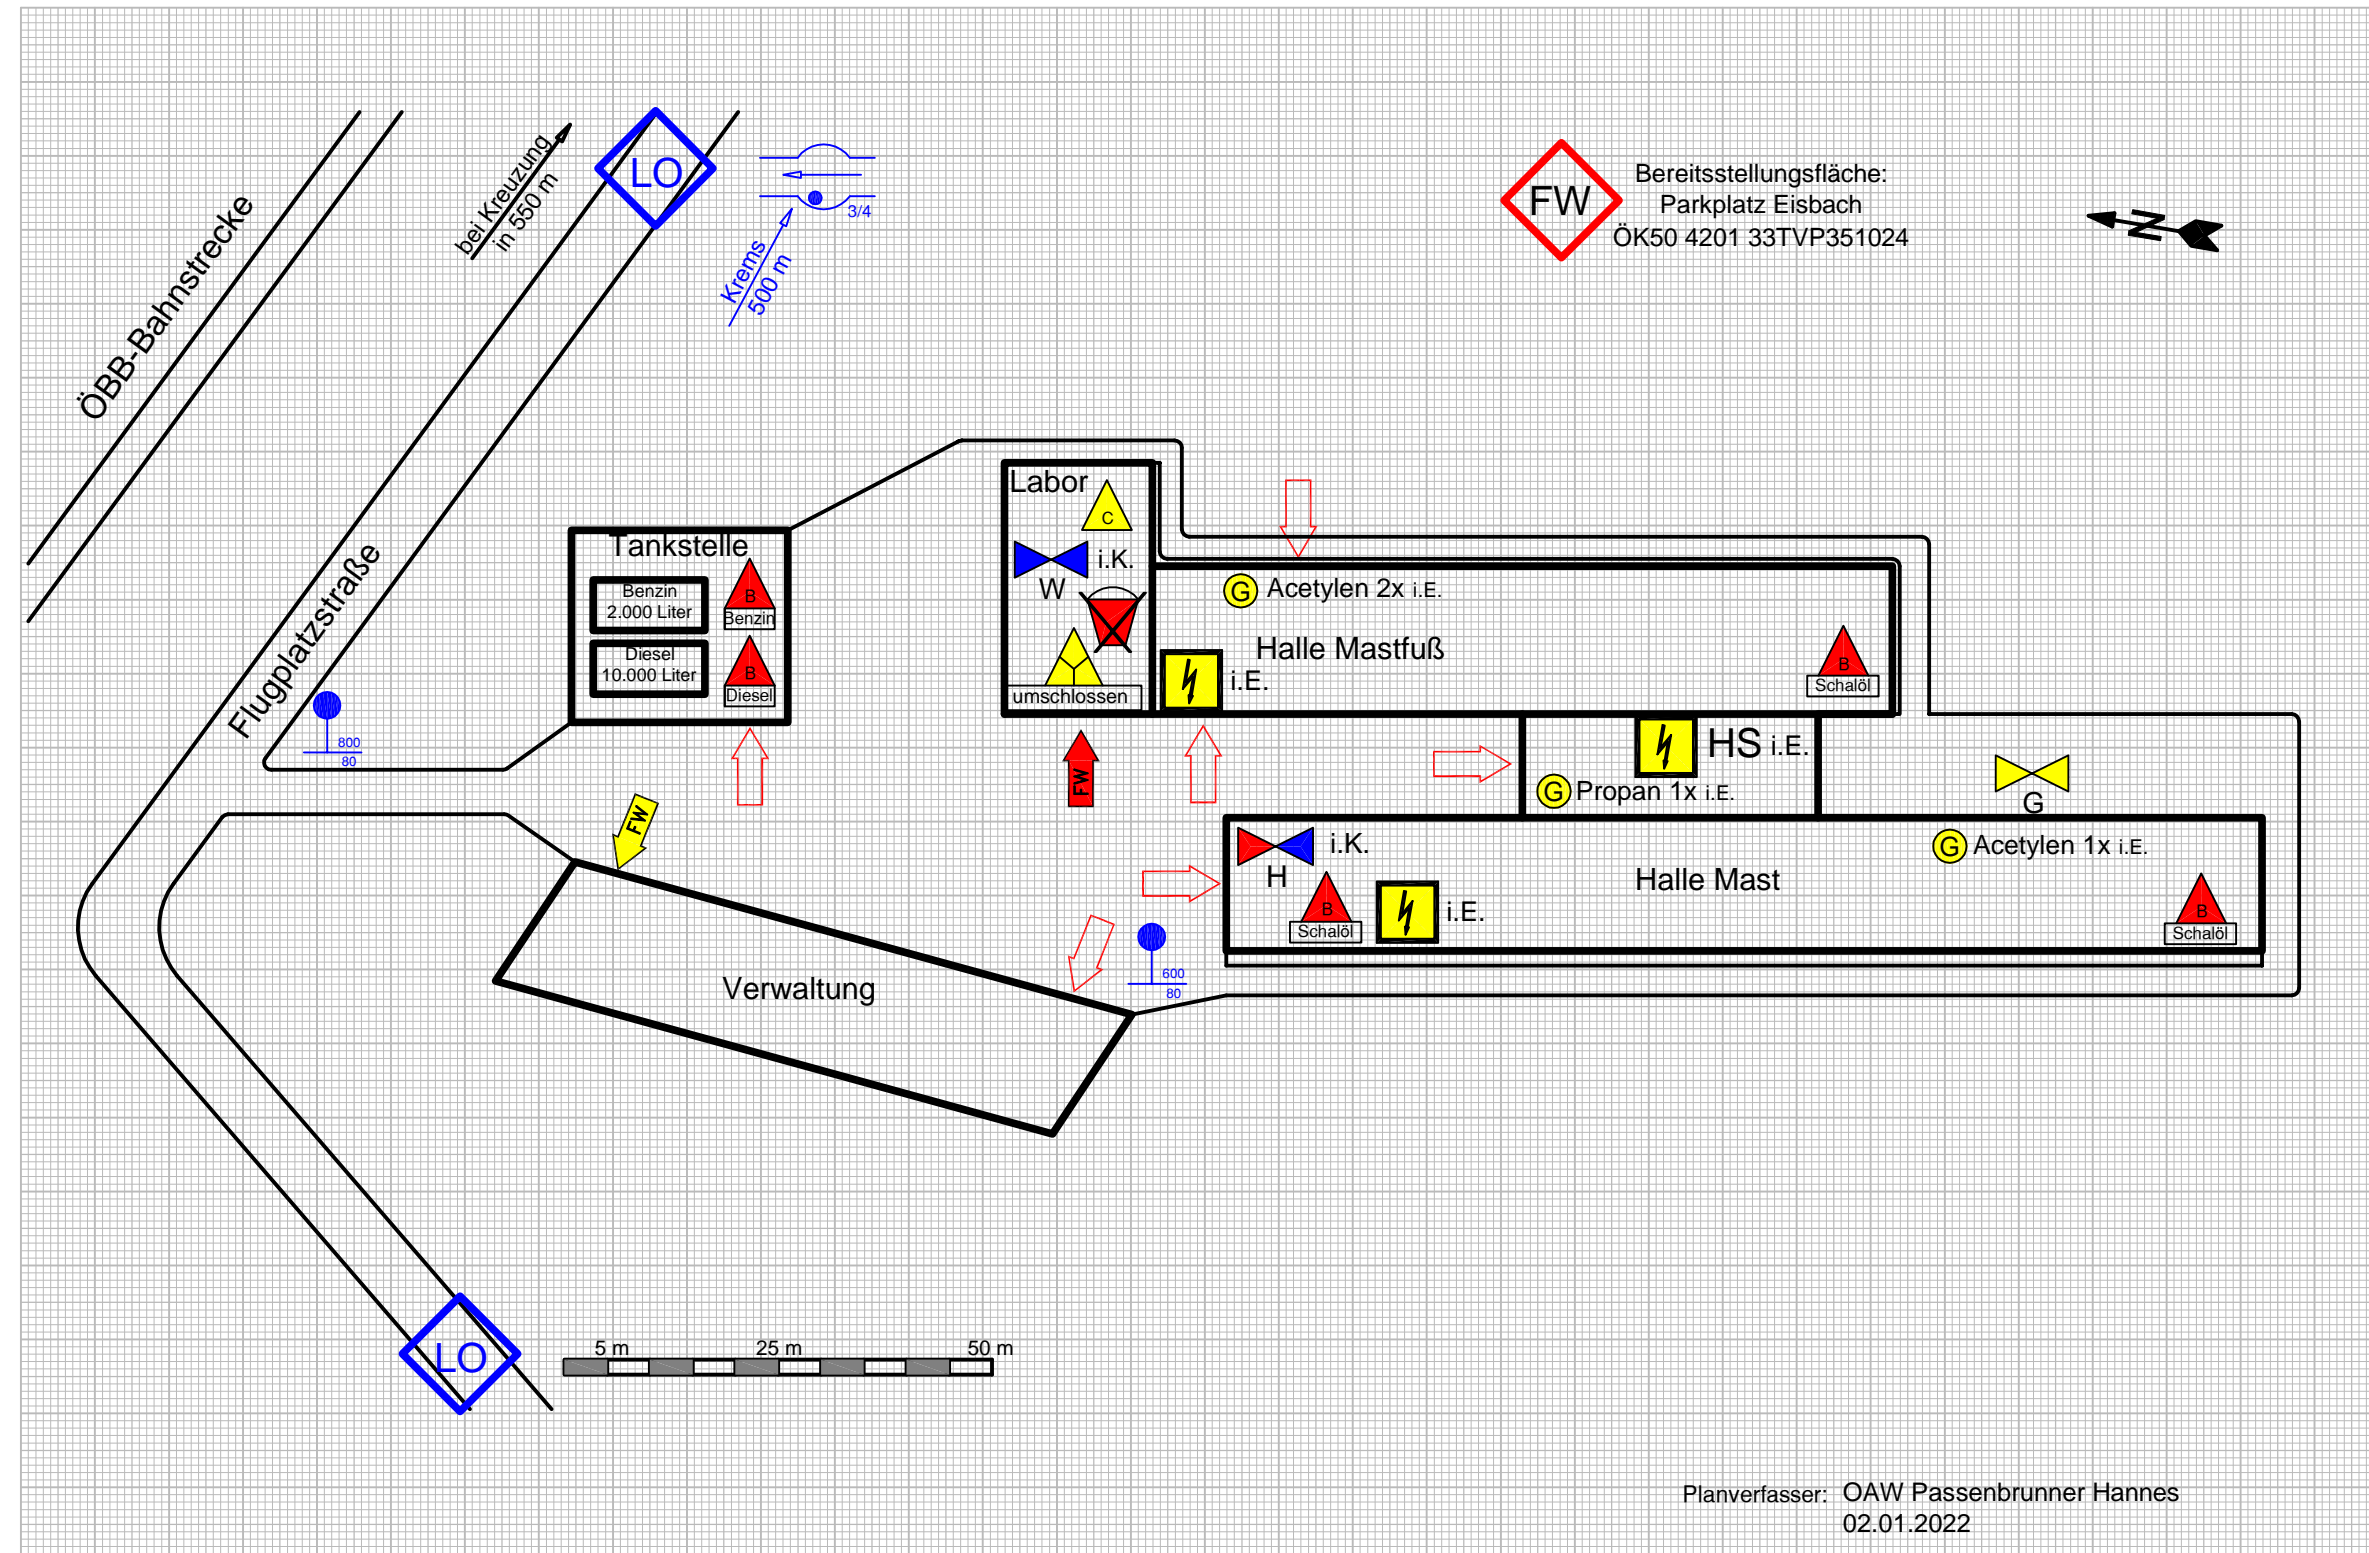 ÖBB-Bahnstrecke
bei Kreuzung
in 550 m
LO
3/4
Krems
500 m
FW
Bereitsstellungsfläche:
Parkplatz Eisbach
ÖK50 4201 33TVP351024
N
Flugplatzstraße
800
80
Tankstelle
Benzin
2.000 Liter
B
Benzin
Diesel
10.000 Liter
B
Diesel
Labor
C
i.K.
W
umschlossen
G Acetylen 2x i.E.
Halle Mastfuß
i.E.
B
Schalöl
HS i.E.
G Propan 1x i.E.
G
FW
FW
i.K.
H
B
Schalöl
i.E.
Halle Mast
G Acetylen 1x i.E.
B
Schalöl
600
80
Verwaltung
LO
5 m 25 m 50 m
Planverfasser: OAW Passenbrunner Hannes
02.01.2022